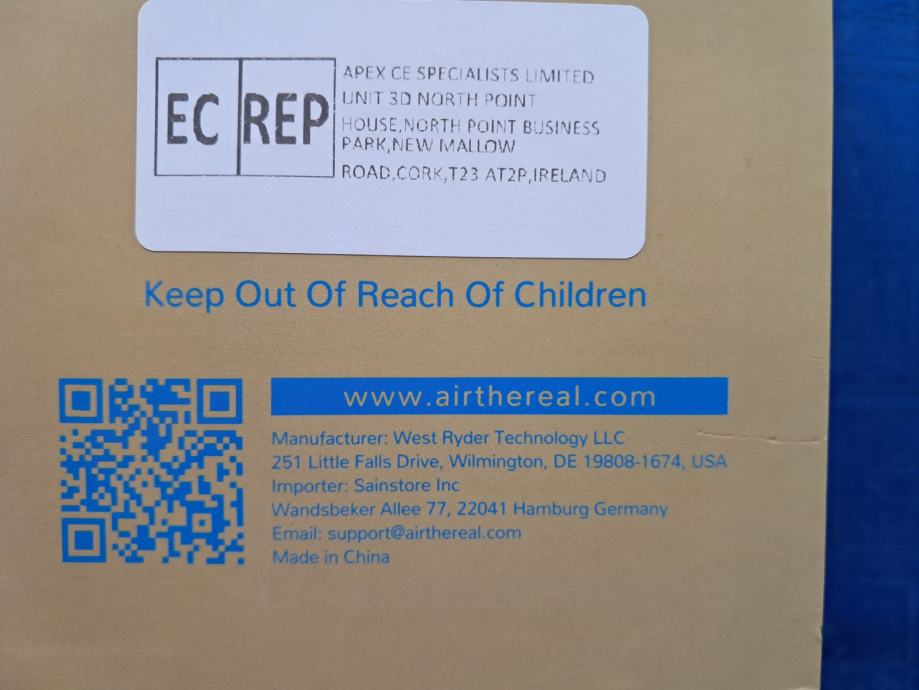 EC REP
APEX CE SPECIALISTS LIMITED
UNIT 3D NORTH POINT
HOUSE,NORTH POINT BUSINESS
PARK,NEW MALLOW
ROAD,CORK,T23 AT2P,IRELAND
Keep Out Of Reach Of Children
www.airthereal.com
Manufacturer: West Ryder Technology LLC
251 Little Falls Drive, Wilmington, DE 19808-1674, USA
Importer: Sainstore Inc
Wandsbeker Allee 77, 22041 Hamburg Germany
Email: support@airthereal.com
Made in China